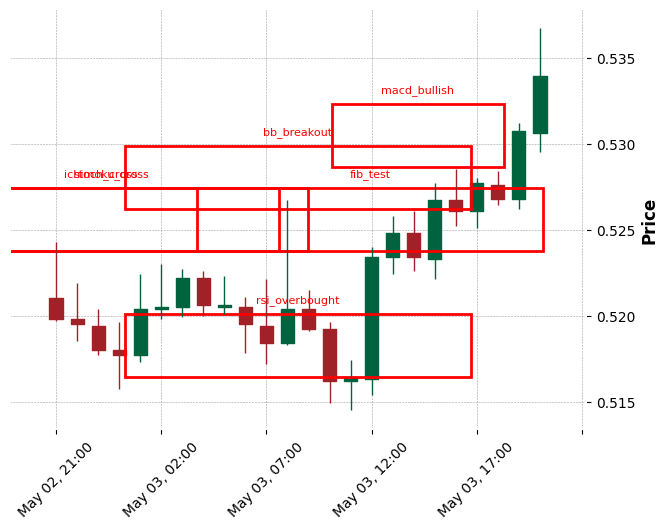 macd_bullish
bb_breakout
stoch_cross
fib_test
rsi_overbought
0.535
0.530
0.525
0.520
0.515
Price
May 02, 21:00
May 03, 02:00
May 03, 07:00
May 03, 12:00
May 03, 17:00